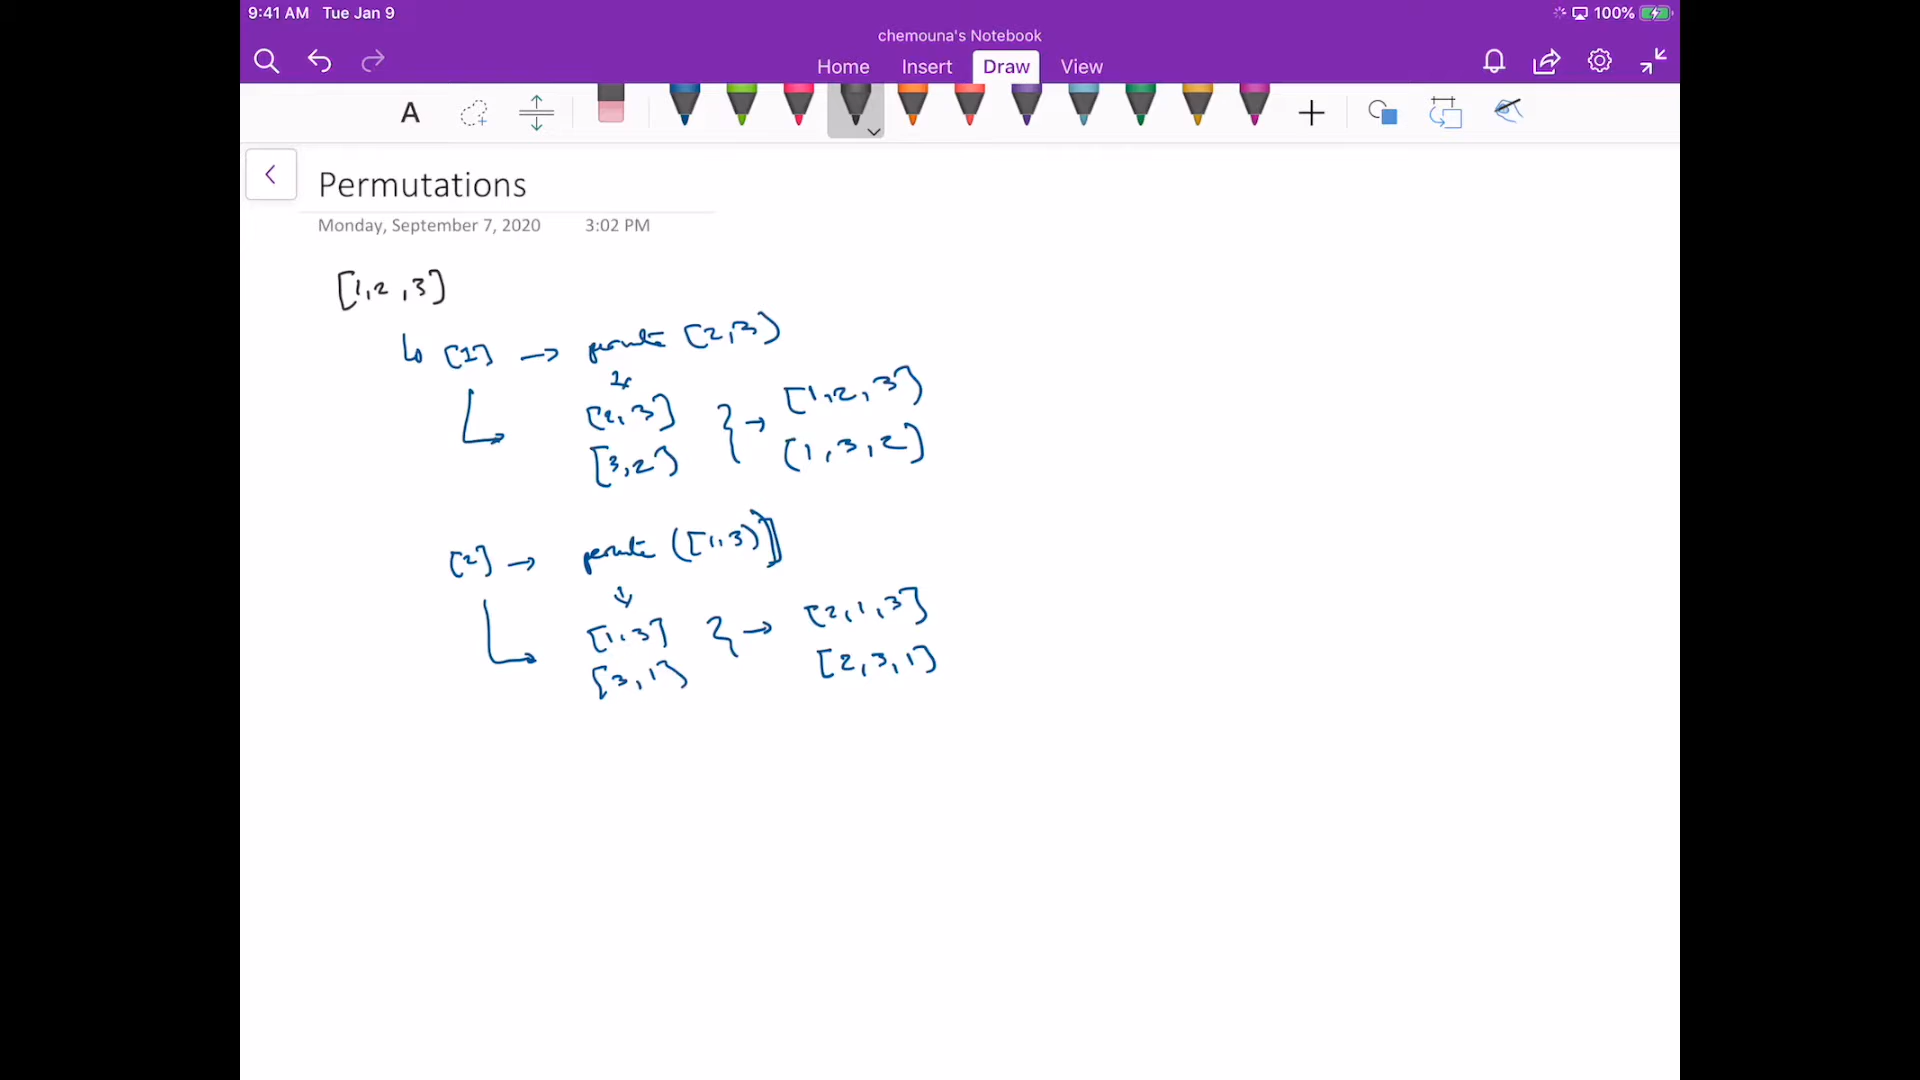 9:41 AM Tue Jan 9
100%
chemouna's Notebook
Home Insert Draw View
A
Permutations
Monday, September 7, 2020 3:02 PM
[1,2,3]
[1] → permute [2,3]
[2,3] } → [1,2,3]
[3,2] [1,3,2]
[2] → permute ([1,3)]
[1,3] } → [2,1,3]
[3,1] [2,3,1]